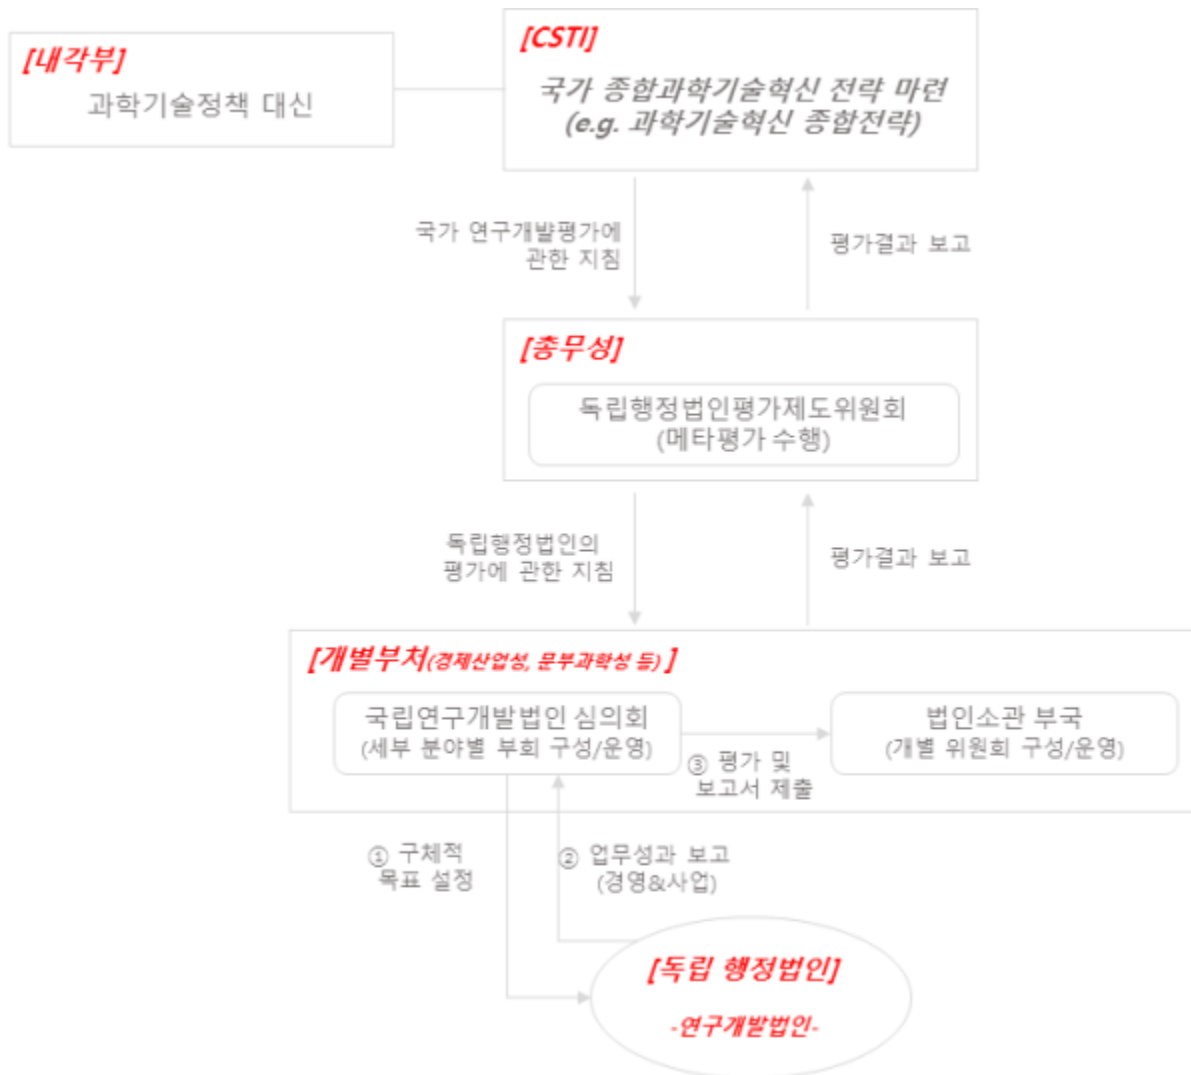 [내각부]
과학기술정책 대신
[CSTI]
국가 종합과학기술혁신 전략 마련
(e.g. 과학기술혁신 종합전략)
국가 연구개발평가에
관한 지침
평가결과 보고
[총무성]
독립행정법인평가제도위원회
(메타평가 수행)
독립행정법인의
평가에 관한 지침
평가결과 보고
[개별부처(경제산업성, 문부과학성 등) ]
국립연구개발법인 심의회
(세부 분야별 부회 구성/운영)
③ 평가 및
보고서 제출
법인소관 부국
(개별 위원회 구성/운영)
① 구체적
목표 설정
② 업무성과 보고
(경영&사업)
[독립 행정법인]
-연구개발법인-